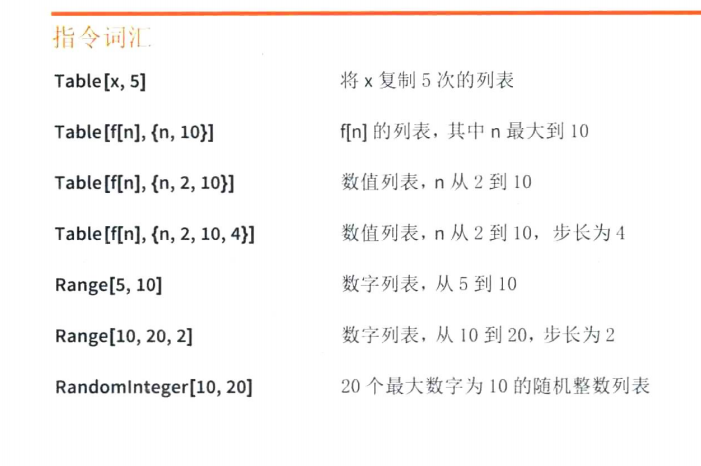 指令词汇
Table[x, 5] 将 x 复制 5 次的列表
Table[f[n], {n, 10}] f[n] 的列表，其中 n 最大到 10
Table[f[n], {n, 2, 10}] 数值列表，n 从 2 到 10
Table[f[n], {n, 2, 10, 4}] 数值列表，n 从 2 到 10，步长为 4
Range[5, 10] 数字列表，从 5 到 10
Range[10, 20, 2] 数字列表，从 10 到 20，步长为 2
RandomInteger[10, 20] 20 个最大数字为 10 的随机整数列表